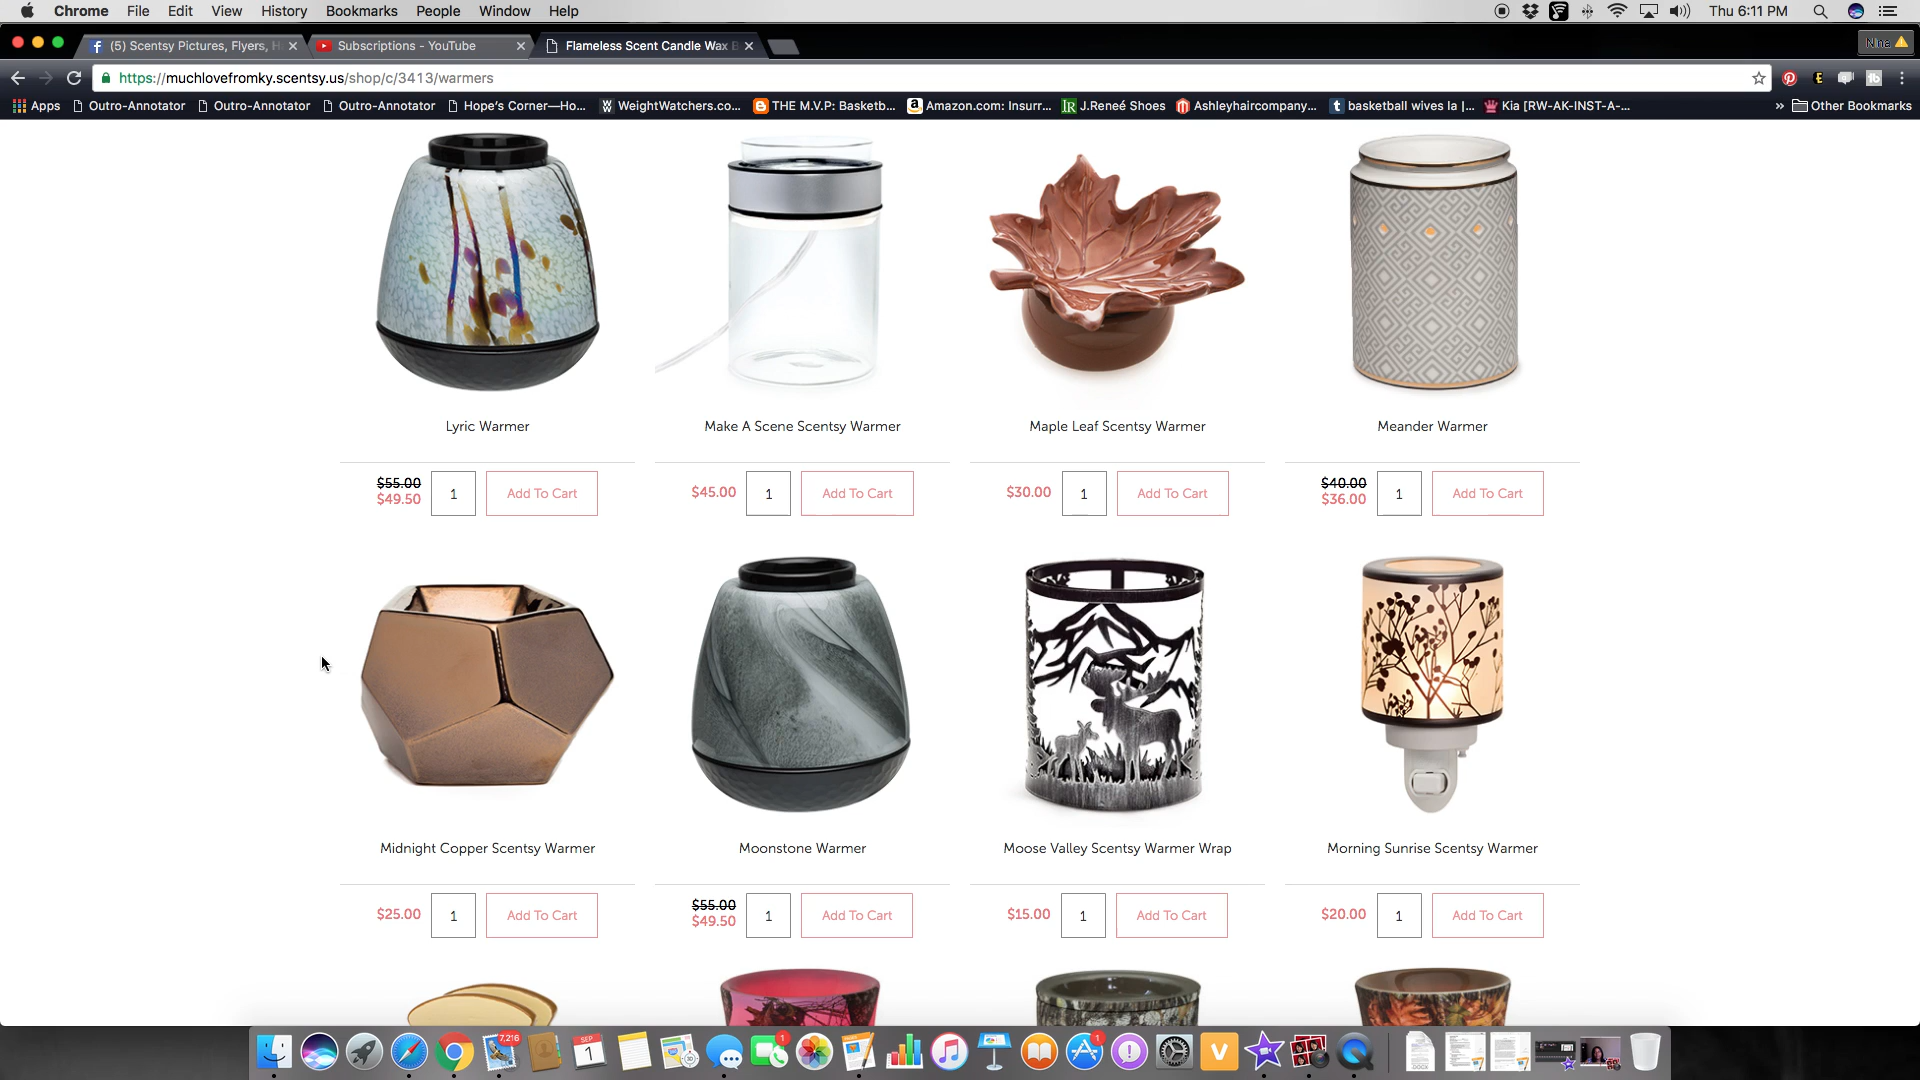 Chrome File Edit View History Bookmarks People Window Help Thu 6:11 PM
(5) Scentsy Pictures, Flyers, H Subscriptions - YouTube Flameless Scent Candle Wax B Nina
https://muchlovefromky.scentsy.us/shop/c/3413/warmers
Apps Outro-Annotator Outro-Annotator Outro-Annotator Hope's Corner—Ho... WeightWatchers.co... THE M.V.P: Basketb... Amazon.com: Insurr... J.Reneé Shoes Ashleyhaircompany... basketball wives la |... Kia [RW-AK-INST-A-... » Other Bookmarks
Lyric Warmer Make A Scene Scentsy Warmer Maple Leaf Scentsy Warmer Meander Warmer
$55.00 $40.00
$49.50 1 Add To Cart $45.00 1 Add To Cart $30.00 1 Add To Cart $36.00 1 Add To Cart
Midnight Copper Scentsy Warmer Moonstone Warmer Moose Valley Scentsy Warmer Wrap Morning Sunrise Scentsy Warmer
$55.00
$25.00 1 Add To Cart $49.50 1 Add To Cart $15.00 1 Add To Cart $20.00 1 Add To Cart
7,216 SEP 1 1 1